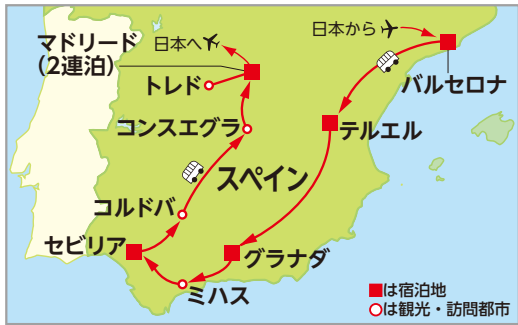 マドリード
（2連泊）
日本へ
日本から
トレド
バルセロナ
コンスエグラ
テルエル
スペイン
コルドバ
セビリア
グラナダ
ミハス
■は宿泊地
○は観光・訪問都市